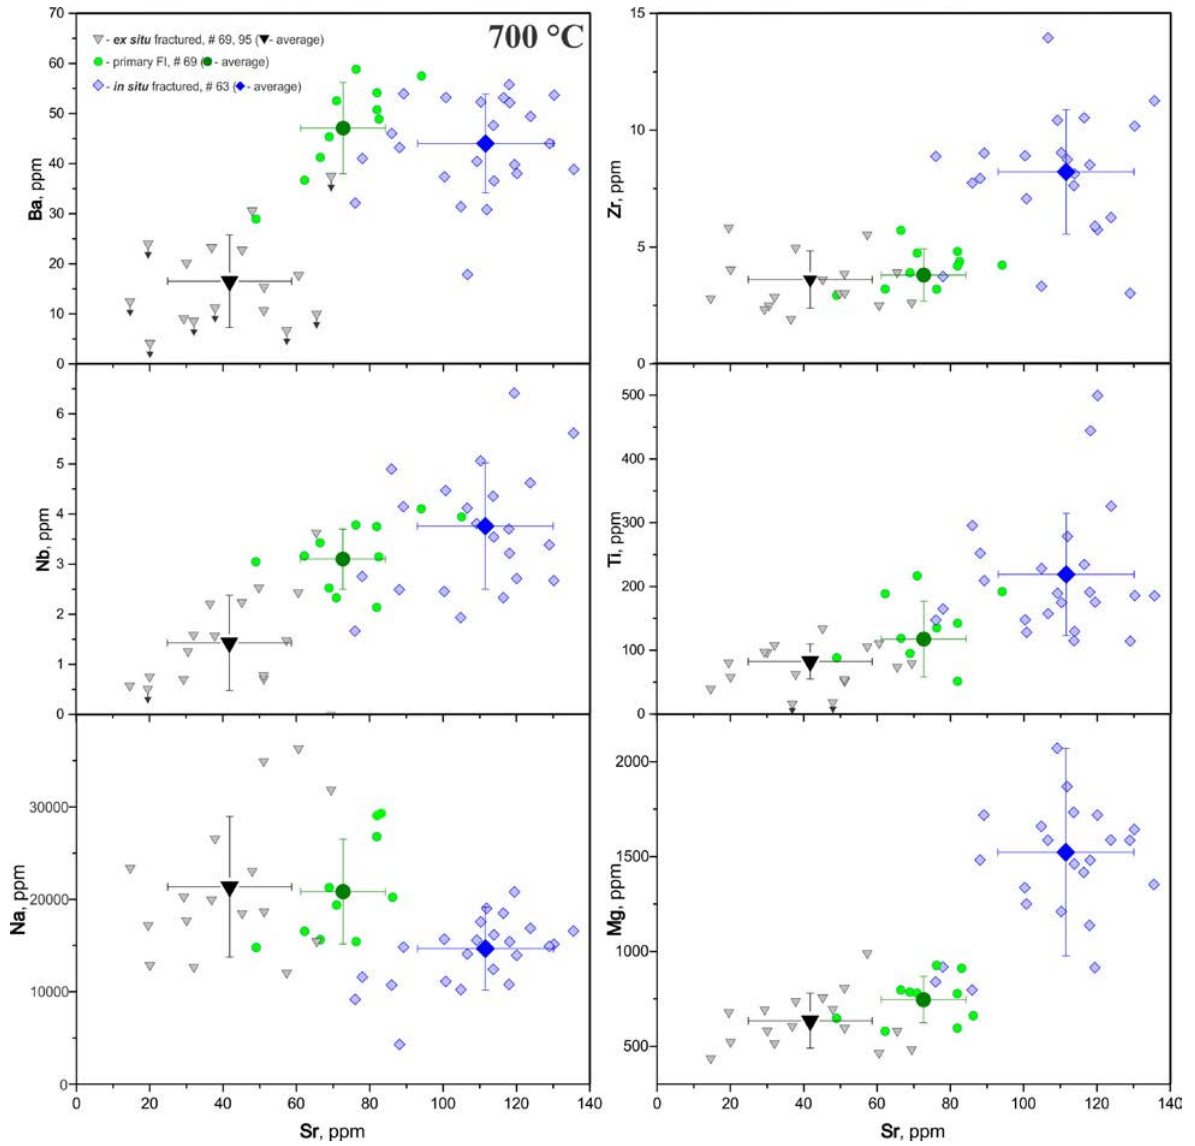 700 °C
- ex situ fractured, # 69, 95 ( - average)
- primary FI, # 69 ( - average)
- in situ fractured, # 63 ( - average)
Ba, ppm
70
60
50
40
30
20
10
0
Zr, ppm
15
10
5
0
Nb, ppm
6
5
4
3
2
1
0
Ti, ppm
500
400
300
200
100
0
Na, ppm
30000
20000
10000
0
0 20 40 60 80 100 120 140
Sr, ppm
Mg, ppm
2000
1500
1000
500
0 20 40 60 80 100 120 140
Sr, ppm